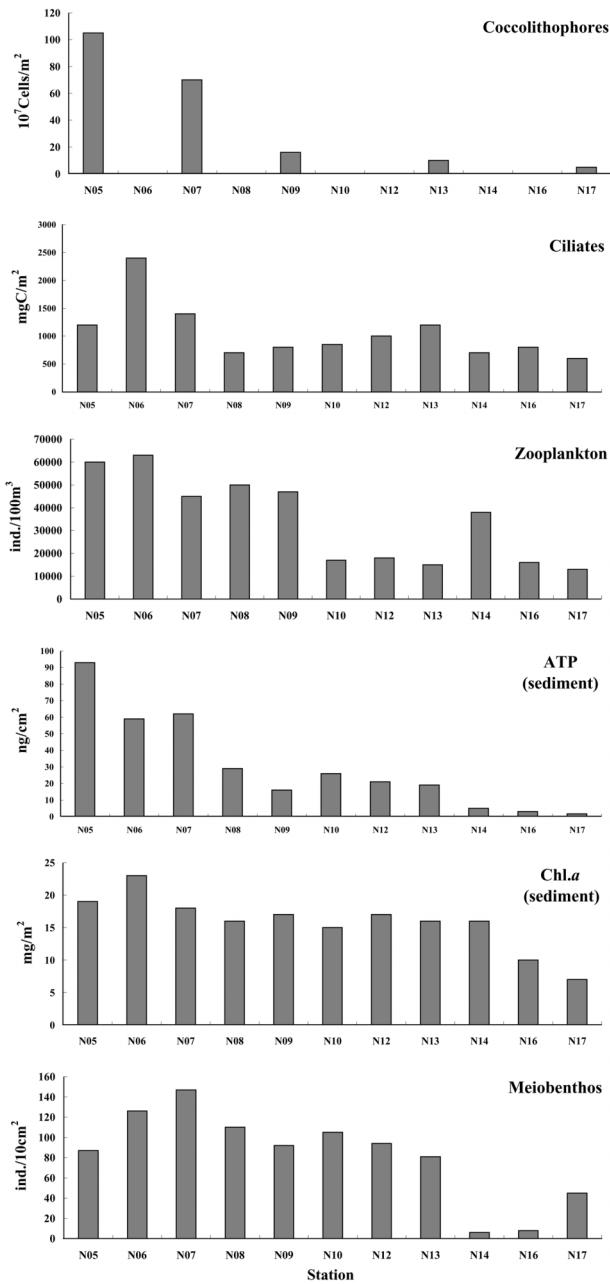 Coccolithophores
10⁷Cells/m²
120
100
80
60
40
20
0
N05 N06 N07 N08 N09 N10 N12 N13 N14 N16 N17
Ciliates
mgC/m²
3000
2500
2000
1500
1000
500
0
N05 N06 N07 N08 N09 N10 N12 N13 N14 N16 N17
Zooplankton
ind./100m³
70000
60000
50000
40000
30000
20000
10000
0
N05 N06 N07 N08 N09 N10 N12 N13 N14 N16 N17
ATP
(sediment)
ng/cm²
100
90
80
70
60
50
40
30
20
10
0
N05 N06 N07 N08 N09 N10 N12 N13 N14 N16 N17
Chl.a
(sediment)
mg/m²
25
20
15
10
5
0
N05 N06 N07 N08 N09 N10 N12 N13 N14 N16 N17
Meiobenthos
ind./10cm²
160
140
120
100
80
60
40
20
0
N05 N06 N07 N08 N09 N10 N12 N13 N14 N16 N17
Station